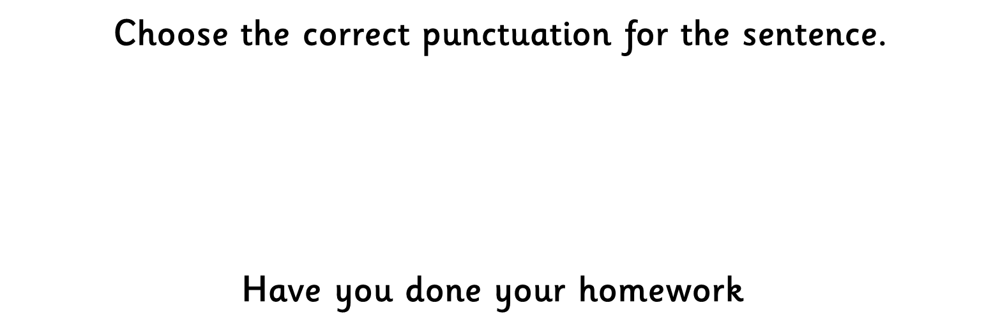 Choose the correct punctuation for the sentence.
Have you done your homework